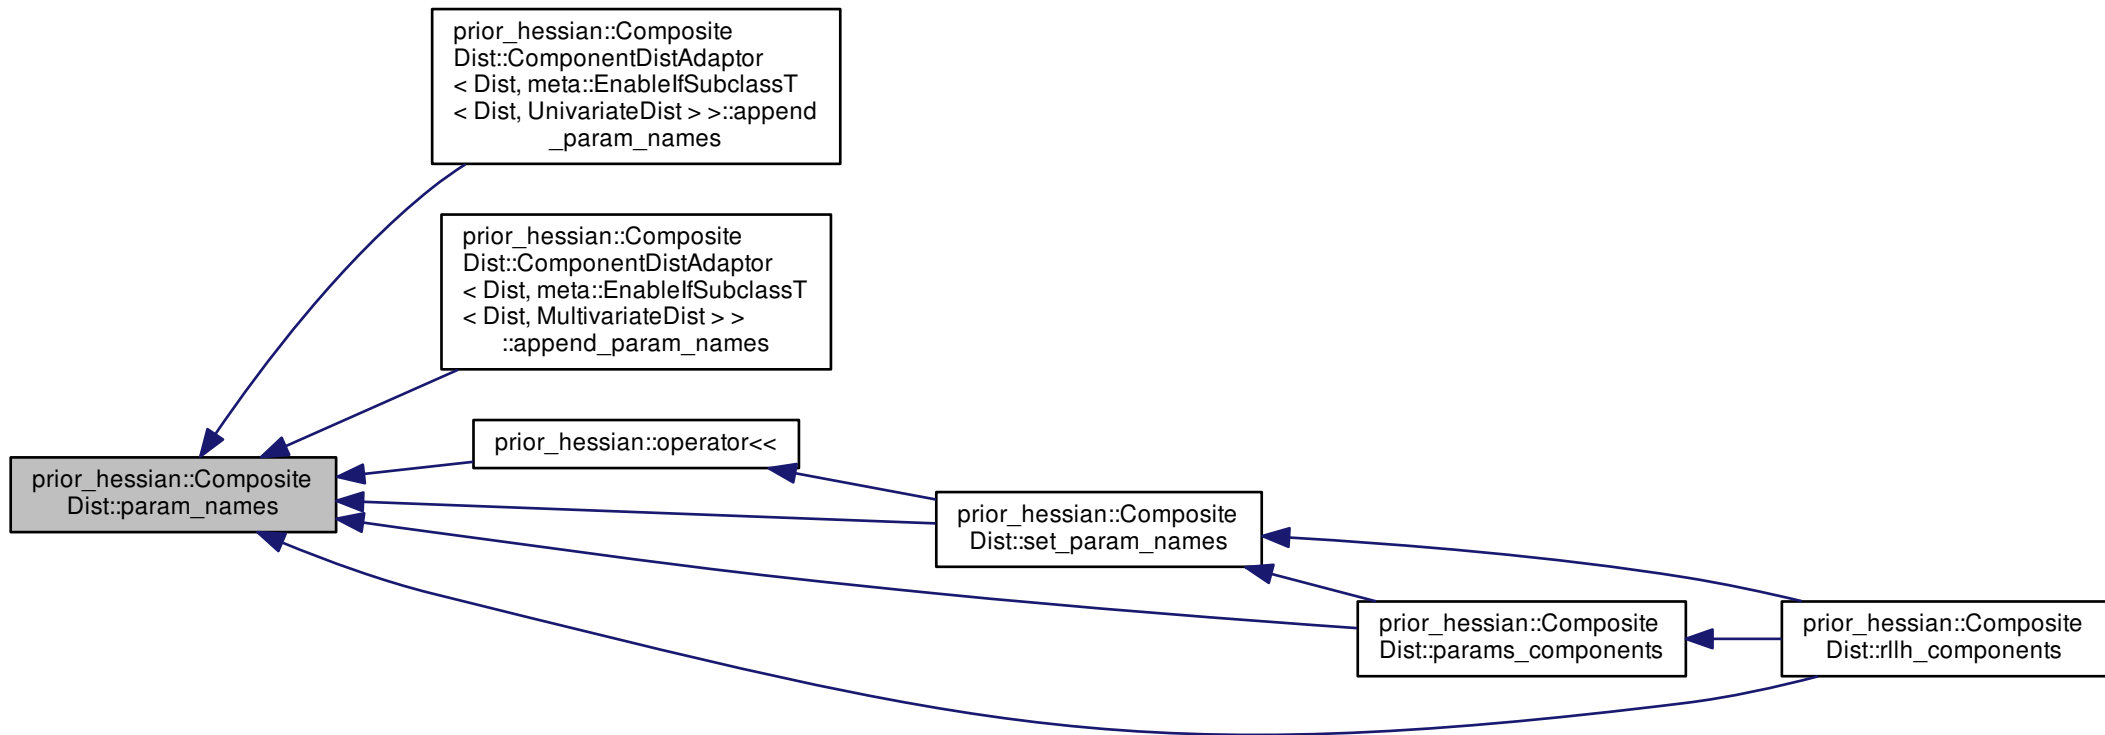 prior_hessian::Composite
Dist::ComponentDistAdaptor
< Dist, meta::EnableIfSubclassT
< Dist, UnivariateDist > >::append
_param_names
prior_hessian::Composite
Dist::ComponentDistAdaptor
< Dist, meta::EnableIfSubclassT
< Dist, MultivariateDist > >
::append_param_names
prior_hessian::operator<<
prior_hessian::Composite
Dist::param_names
prior_hessian::Composite
Dist::set_param_names
prior_hessian::Composite
Dist::params_components
prior_hessian::Composite
Dist::rllh_components